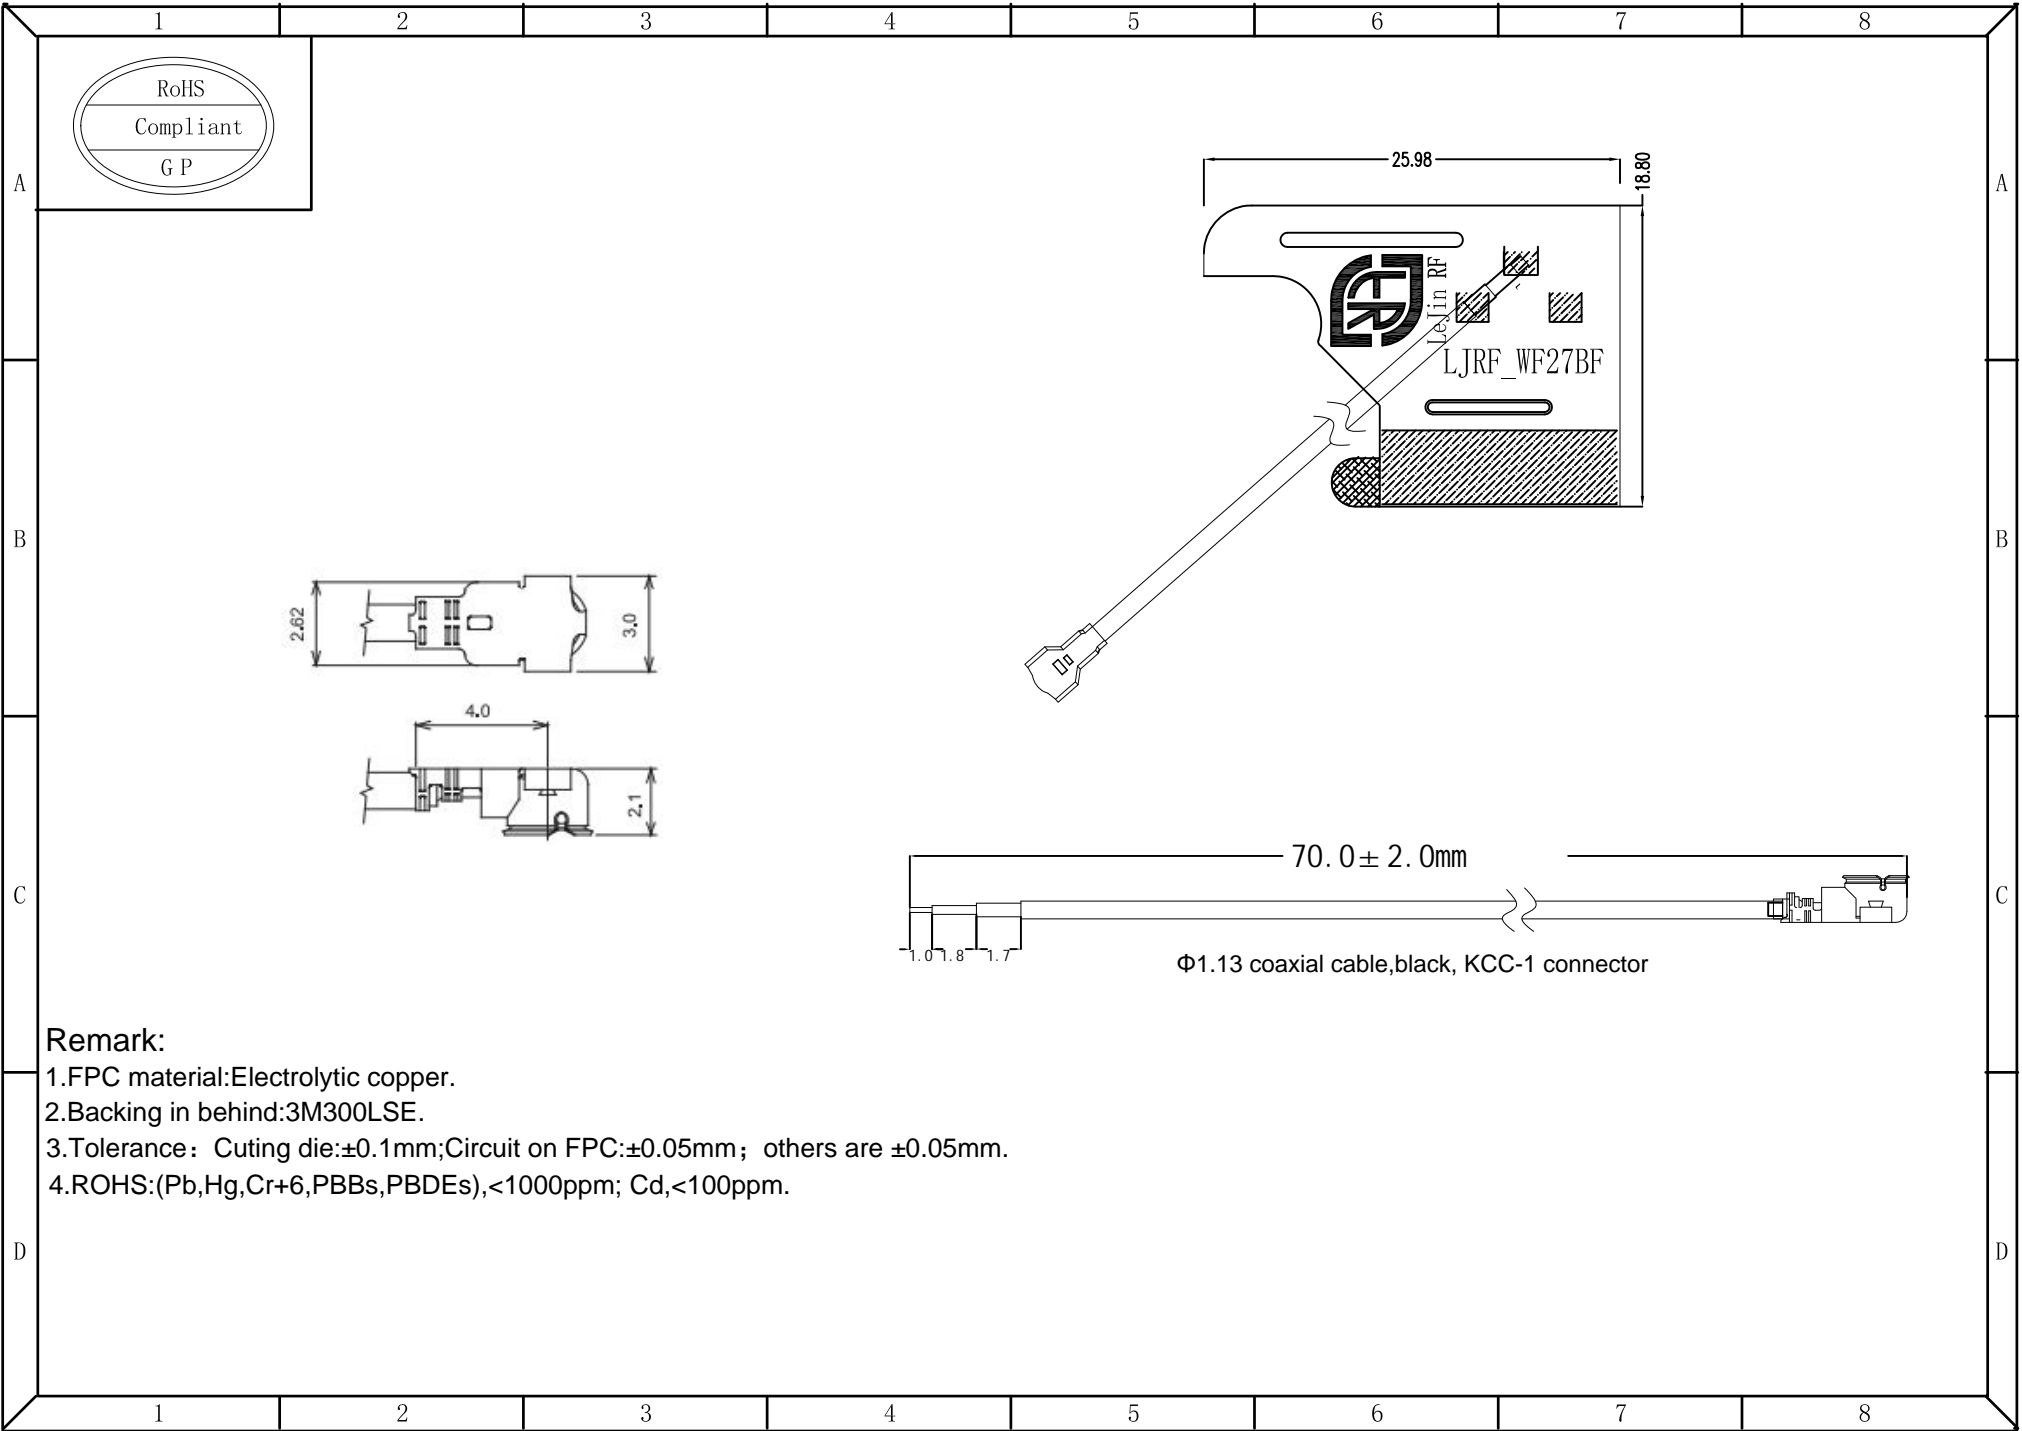 1 2 3 4 5 6 7 8
RoHS
Compliant
G P
A A
25.98
18.80
LeJin RF
LJRF_WF27BF
B B
2.62
3.0
4.0
2.1
70.0±2.0mm
C C
1.0 1.8 1.7
Φ1.13 coaxial cable,black, KCC-1 connector
Remark:
1.FPC material:Electrolytic copper.
2.Backing in behind:3M300LSE.
3.Tolerance：Cuting die:±0.1mm;Circuit on FPC:±0.05mm；others are ±0.05mm.
4.ROHS:(Pb,Hg,Cr+6,PBBs,PBDEs),<1000ppm; Cd,<100ppm.
D D
1 2 3 4 5 6 7 8